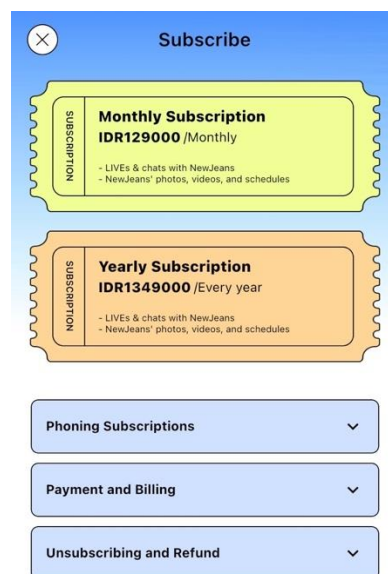 Subscribe
SUBSCRIPTION
Monthly Subscription
IDR129000 /Monthly
- LIVEs & chats with NewJeans
- NewJeans' photos, videos, and schedules
SUBSCRIPTION
Yearly Subscription
IDR1349000 /Every year
- LIVEs & chats with NewJeans
- NewJeans' photos, videos, and schedules
Phoning Subscriptions
Payment and Billing
Unsubscribing and Refund